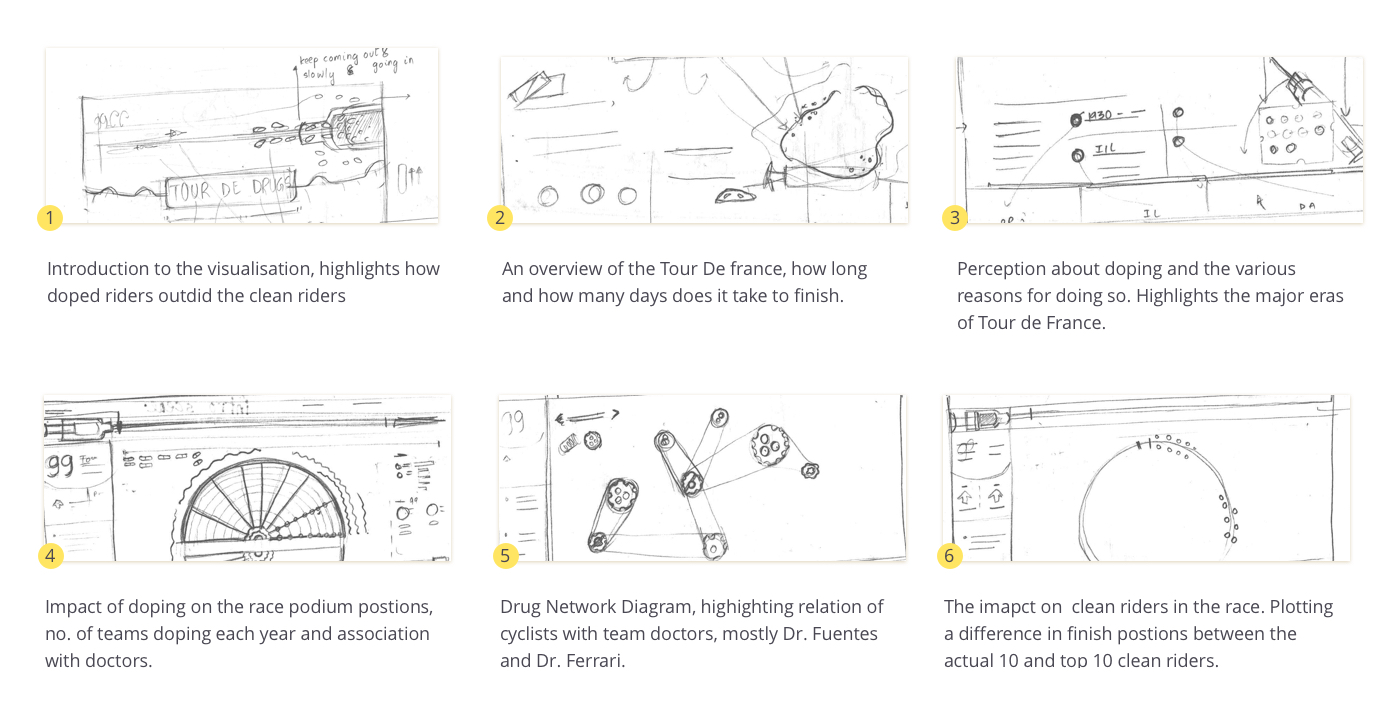 keep coming out &
slowly & going in
TOUR DE DRUGS
1
Introduction to the visualisation, highlights how
doped riders outdid the clean riders
2
An overview of the Tour De france, how long
and how many days does it take to finish.
1930
IL
3
Perception about doping and the various
reasons for doing so. Highlights the major eras
of Tour de France.
99
4
Impact of doping on the race podium postions,
no. of teams doping each year and association
with doctors.
99
5
Drug Network Diagram, highighting relation of
cyclists with team doctors, mostly Dr. Fuentes
and Dr. Ferrari.
6
The imapct on  clean riders in the race. Plotting
a difference in finish postions between the
actual 10 and top 10 clean riders.